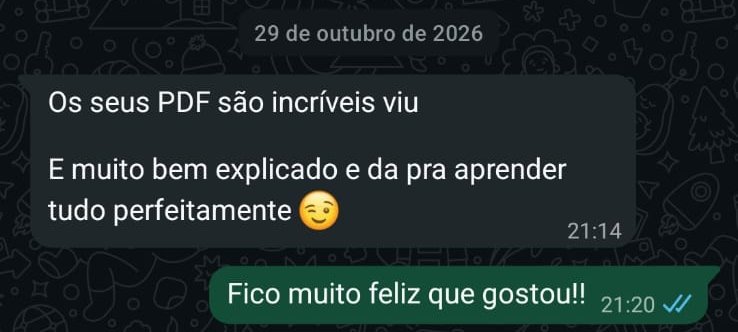 29 de outubro de 2026
Os seus PDF são incríveis viu
E muito bem explicado e da pra aprender
tudo perfeitamente 😉
21:14
Fico muito feliz que gostou!! 21:20